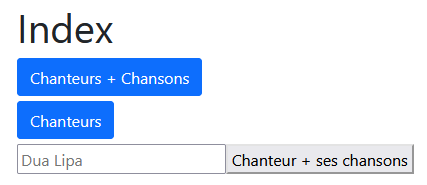 Index
Chanteurs + Chansons
Chanteurs
Dua Lipa Chanteur + ses chansons